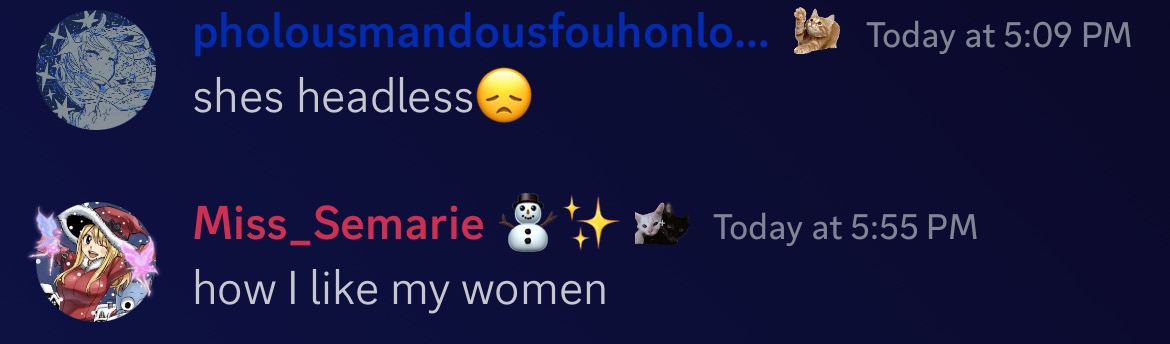 pholousmandousfouhonlo... Today at 5:09 PM
shes headless😞
Miss_Semarie ⛄✨ Today at 5:55 PM
how I like my women